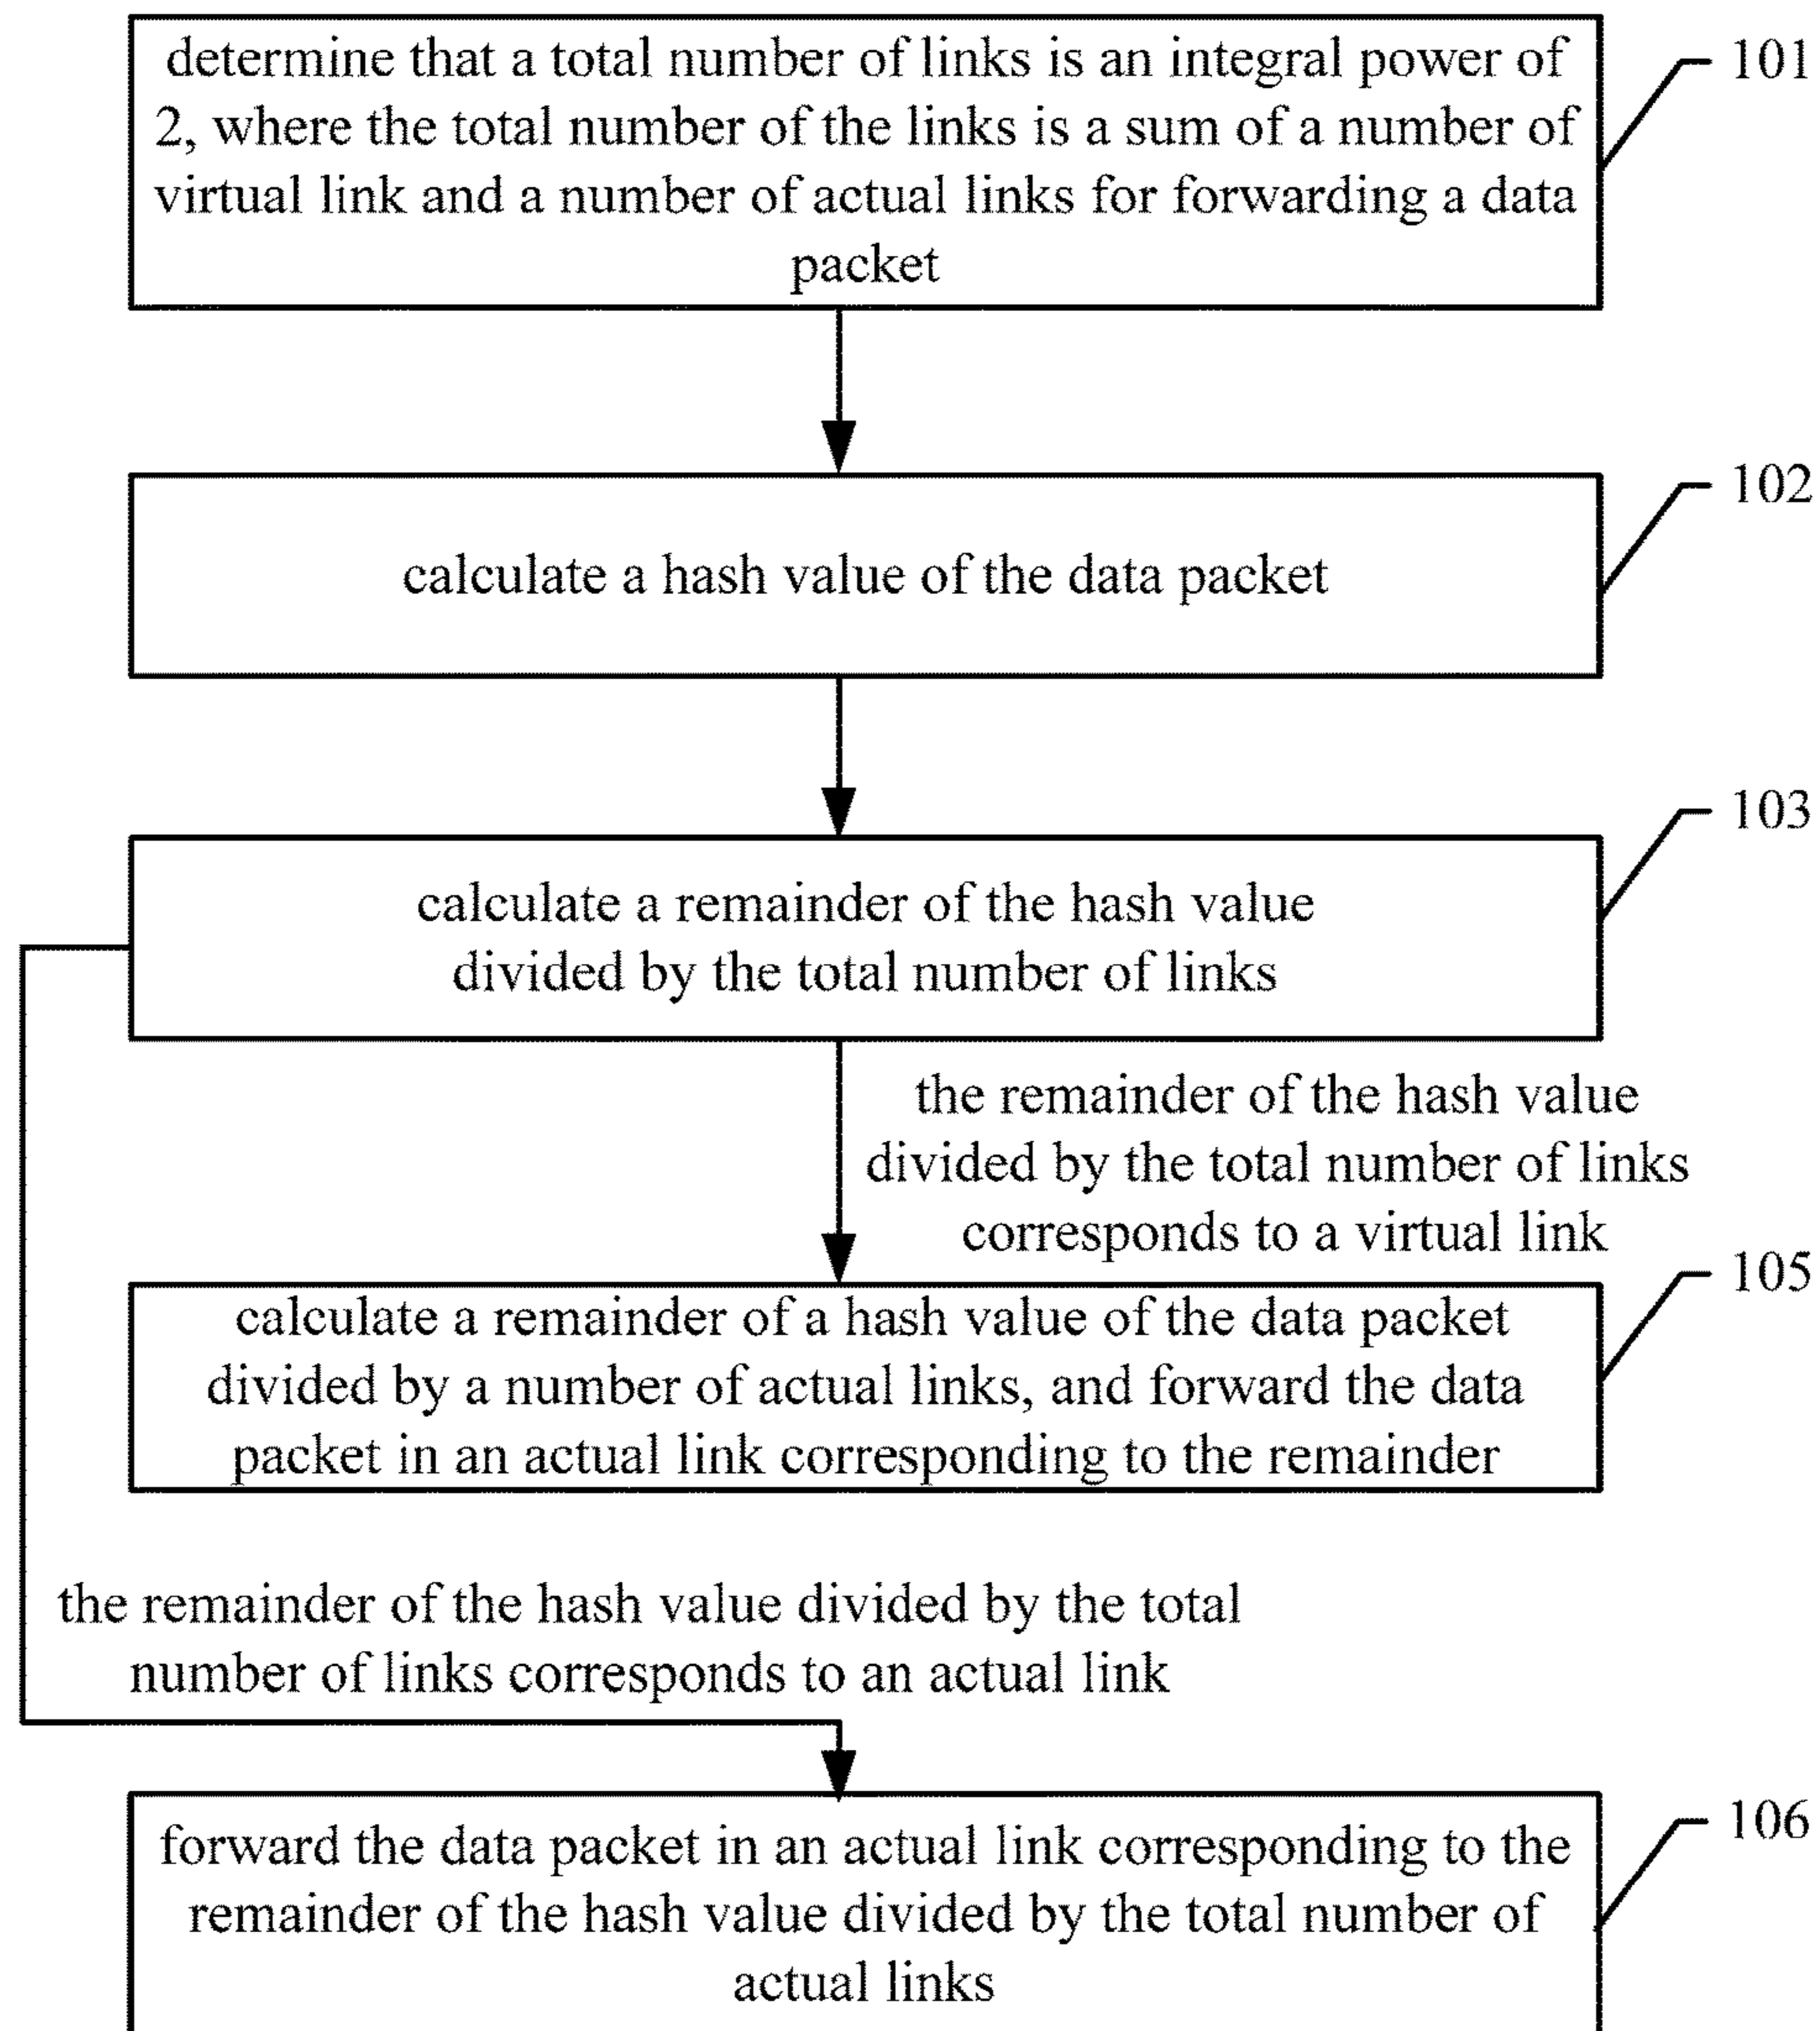 determine that a total number of links is an integral power of
2, where the total number of the links is a sum of a number of
virtual link and a number of actual links for forwarding a data
packet
101
calculate a hash value of the data packet
102
calculate a remainder of the hash value
divided by the total number of links
103
the remainder of the hash value
divided by the total number of links
corresponds to a virtual link
calculate a remainder of a hash value of the data packet
divided by a number of actual links, and forward the data
packet in an actual link corresponding to the remainder
105
the remainder of the hash value divided by the total
number of links corresponds to an actual link
forward the data packet in an actual link corresponding to the
remainder of the hash value divided by the total number of
actual links
106